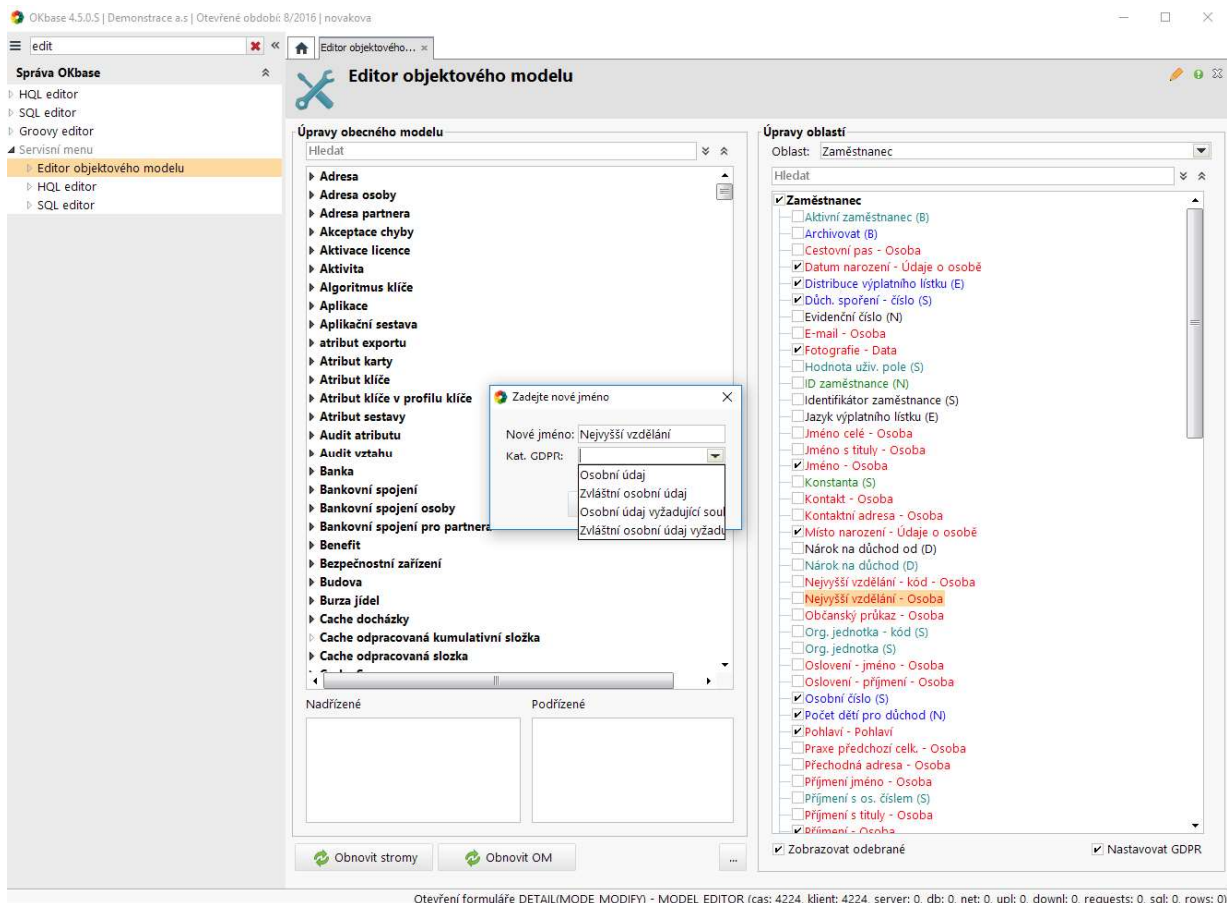 OKbase 4.5.0.S | Demonstrace a.s | Otevřené období: 8/2016 | novakova
edit
Editor objektového...
Správa OKbase
HQL editor
SQL editor
Groovy editor
Servisní menu
Editor objektového modelu
HQL editor
SQL editor
Editor objektového modelu
Úpravy obecného modelu
Hledat
Adresa
Adresa osoby
Adresa partnera
Akceptace chyby
Aktivace licence
Aktivita
Algoritmus klíče
Aplikace
Aplikační sestava
atribut exportu
Atribut karty
Atribut klíče
Atribut klíče v profilu klíče
Atribut sestavy
Audit atributu
Audit vztahu
Banka
Bankovní spojení
Bankovní spojení osoby
Bankovní spojení pro partnera
Benefit
Bezpečnostní zařízení
Budova
Burza jídel
Cache docházky
Cache odpracovaná kumulativní složka
Cache odpracovaná slozka
Nadřízené
Podřízené
Obnovit stromy
Obnovit OM
...
Zadejte nové jméno
Nové jméno: Nejvyšší vzdělání
Kat. GDPR:
Osobní údaj
Zvláštní osobní údaj
Osobní údaj vyžadující soul
Zvláštní osobní údaj vyžadu
Úpravy oblastí
Oblast: Zaměstnanec
Hledat
Zaměstnanec
Aktivní zaměstnanec (B)
Archivovat (B)
Cestovní pas - Osoba
Datum narození - Údaje o osobě
Distribuce výplatního lístku (E)
Důch. spoření - číslo (S)
Evidenční číslo (N)
E-mail - Osoba
Fotografie - Data
Hodnota uživ. pole (S)
ID zaměstnance (N)
Identifikátor zaměstnance (S)
Jazyk výplatního lístku (E)
Jméno celé - Osoba
Jméno s tituly - Osoba
Jméno - Osoba
Konstanta (S)
Kontakt - Osoba
Kontaktní adresa - Osoba
Místo narození - Údaje o osobě
Nárok na důchod od (D)
Nárok na důchod (D)
Nejvyšší vzdělání - kód - Osoba
Nejvyšší vzdělání - Osoba
Občanský průkaz - Osoba
Org. jednotka - kód (S)
Org. jednotka (S)
Oslovení - jméno - Osoba
Oslovení - příjmení - Osoba
Osobní číslo (S)
Počet dětí pro důchod (N)
Pohlaví - Pohlaví
Praxe předchozí celk. - Osoba
Přechodná adresa - Osoba
Příjmení jméno - Osoba
Příjmení s os. číslem (S)
Příjmení s tituly - Osoba
Příjmení - Osoba
Zobrazovat odebrané
Nastavovat GDPR
Otevření formuláře DETAIL(MODE_MODIFY) - MODEL_EDITOR (cas: 4224, klient: 4224, server: 0, db: 0, net: 0, upl: 0, downl: 0, requests: 0, sql: 0, rows: 0)